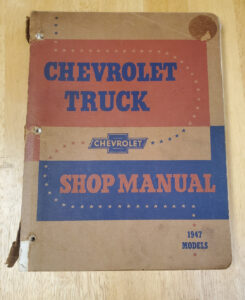 CHEVROLET
TRUCK
CHEVROLET
SHOP MANUAL
1947
MODELS